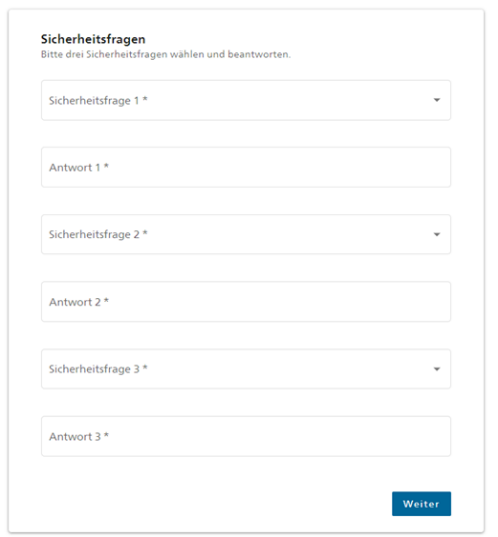 Sicherheitsfragen
Bitte drei Sicherheitsfragen wählen und beantworten.
Sicherheitsfrage 1 *
Antwort 1 *
Sicherheitsfrage 2 *
Antwort 2 *
Sicherheitsfrage 3 *
Antwort 3 *
Weiter